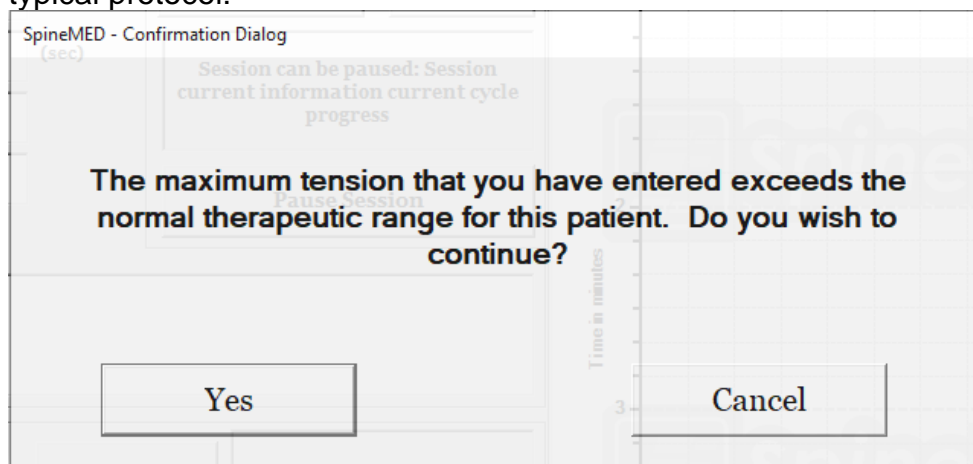 typical protocol.
SpineMED - Confirmation Dialog
(sec)
Session can be paused: Session
current information current cycle
progress
The maximum tension that you have entered exceeds the
normal therapeutic range for this patient. Do you wish to
continue?
Pause Session
2
Time in minutes
Yes
Cancel
3
Spine